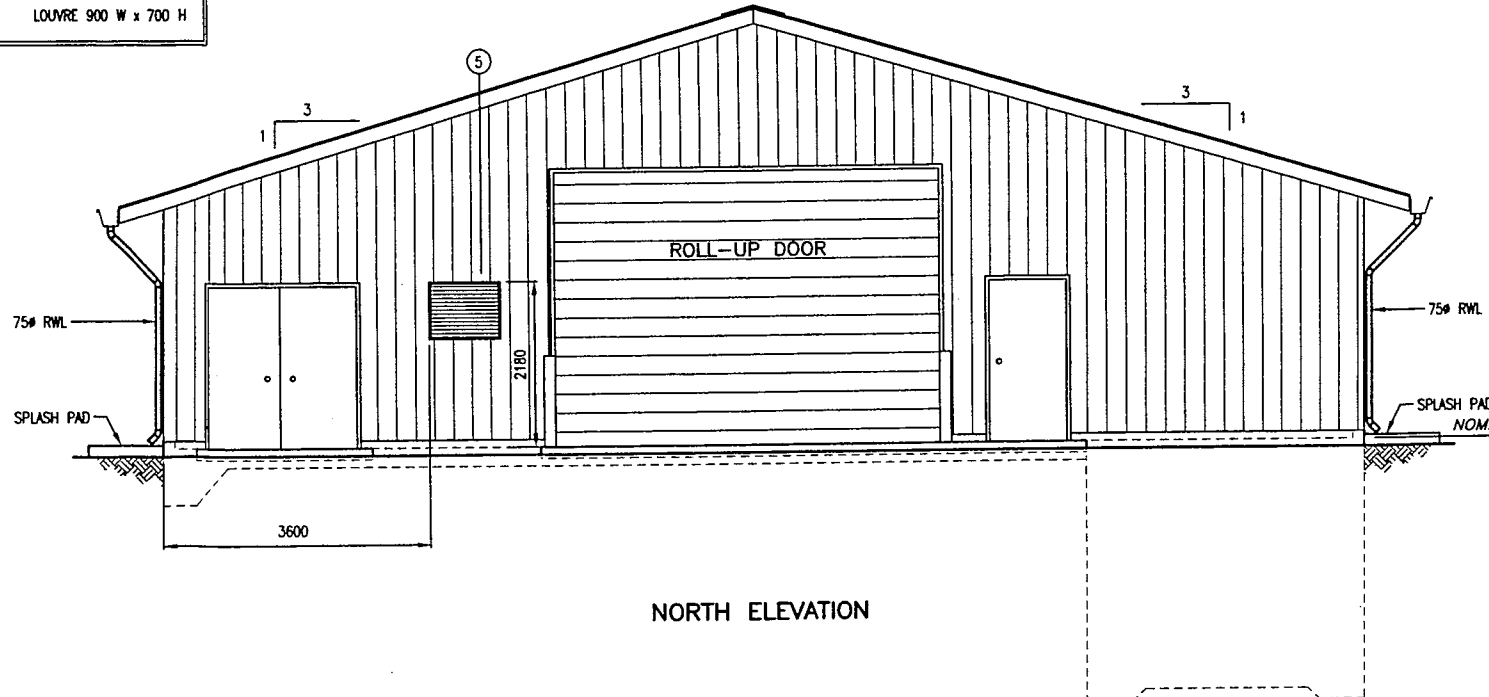 LOUVRE 900 W x 700 H
5
3
1
3
1
ROLL-UP DOOR
75ø RWL
75ø RWL
2180
SPLASH PAD
SPLASH PAD
NOM.
3600
NORTH ELEVATION